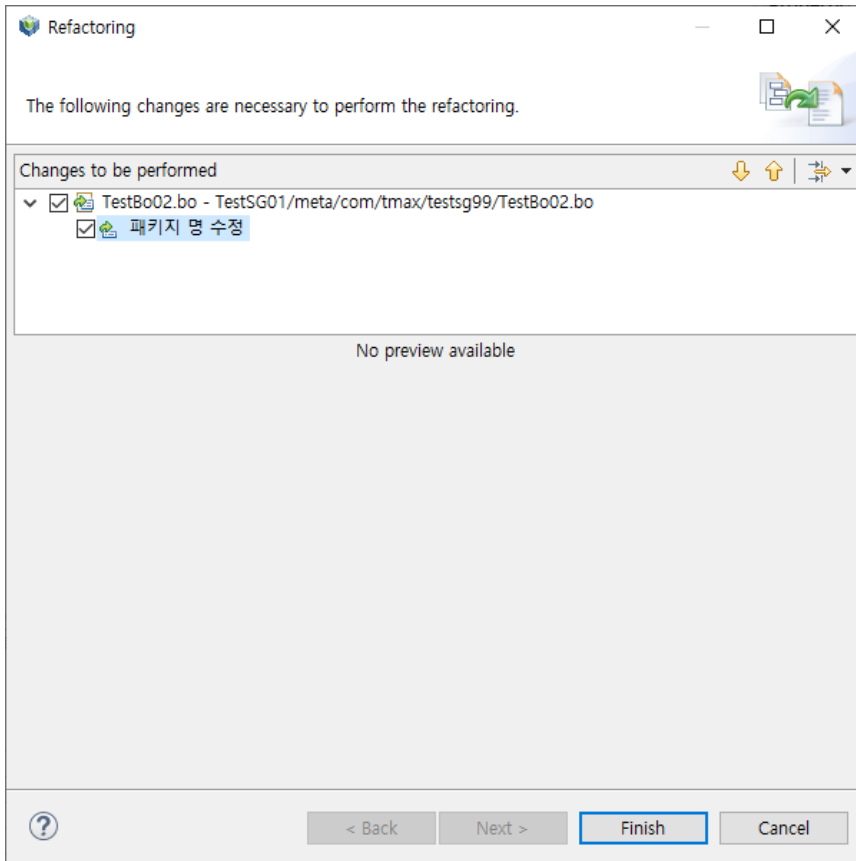 Refactoring
The following changes are necessary to perform the refactoring.
Changes to be performed
TestBo02.bo - TestSG01/meta/com/tmax/testsg99/TestBo02.bo
패키지 명 수정
No preview available
?
< Back Next > Finish Cancel